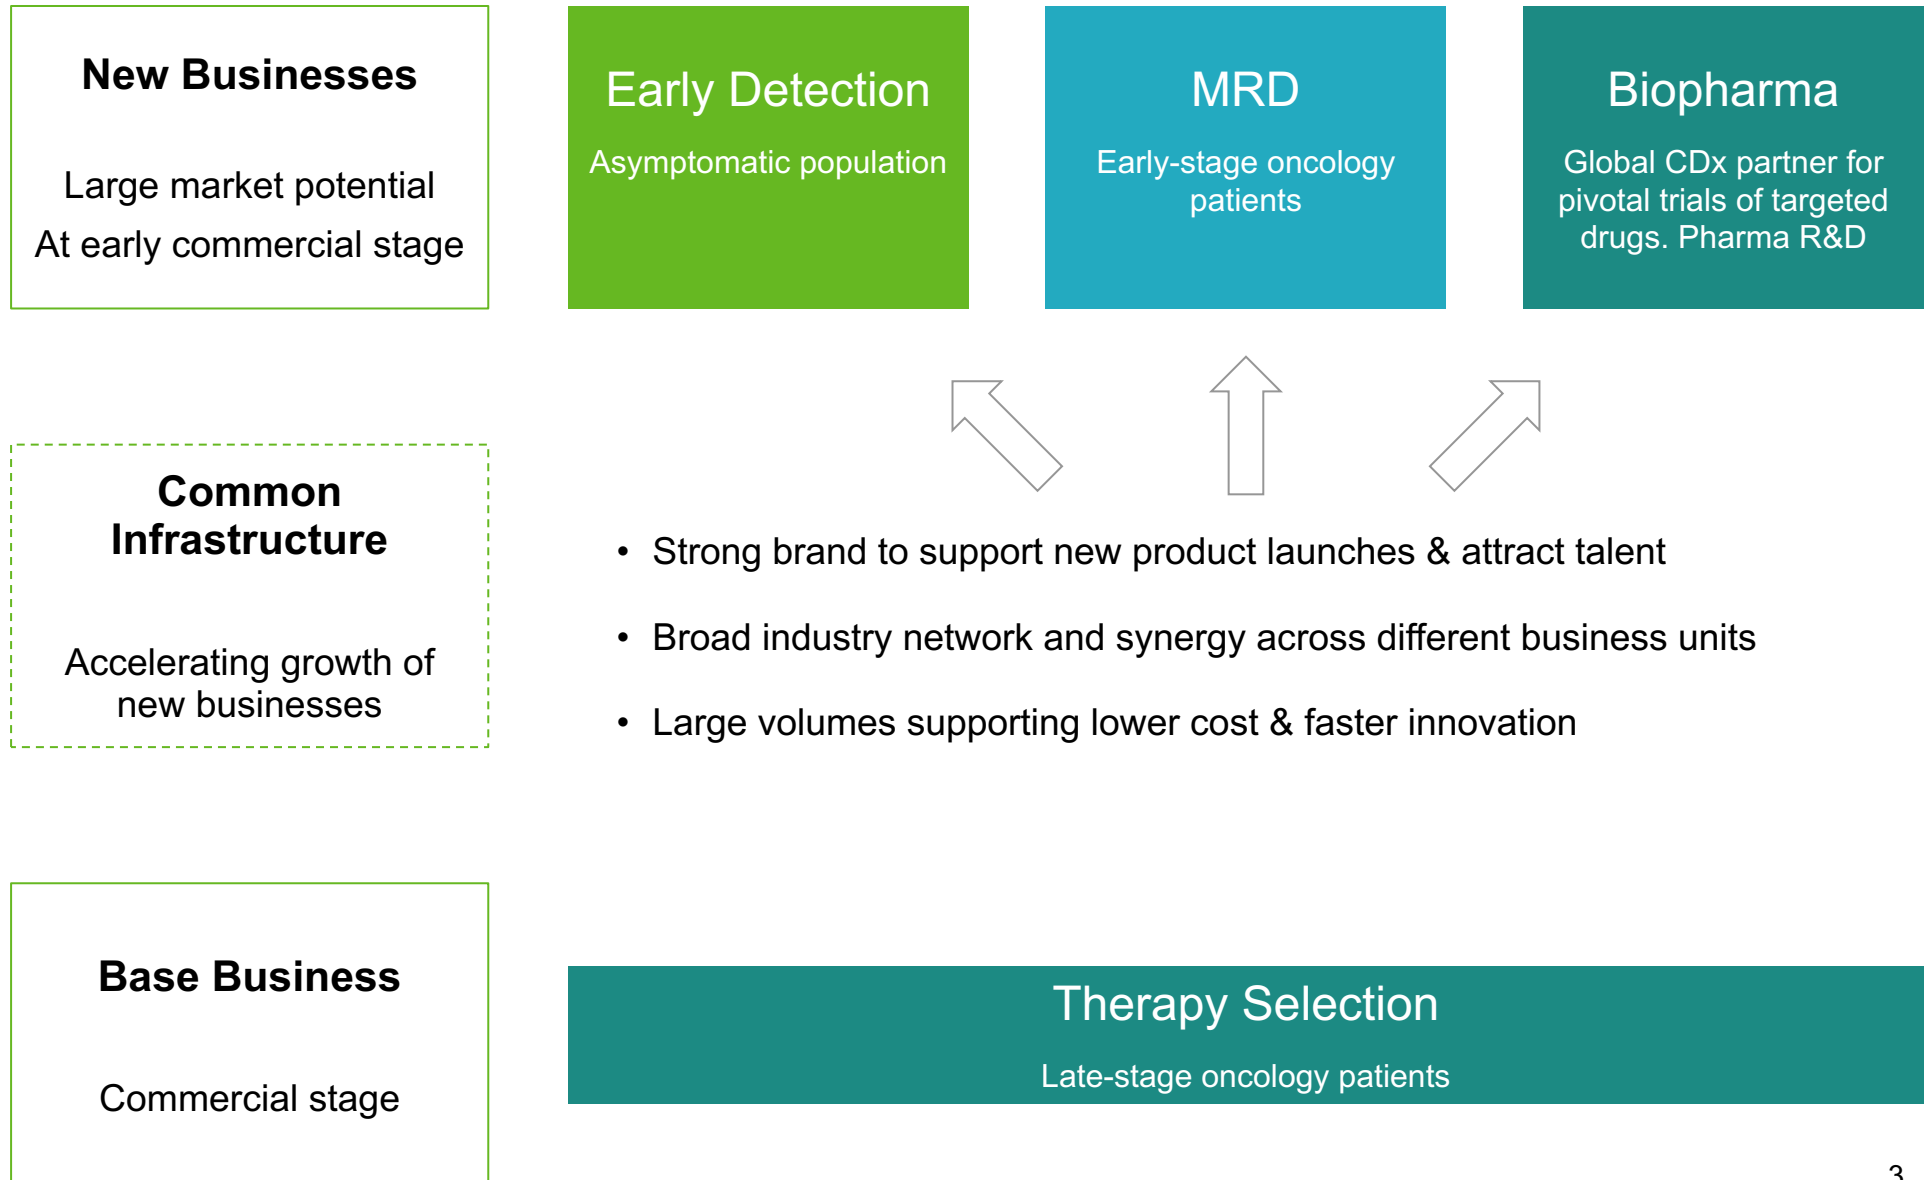 New Businesses
Large market potential
At early commercial stage
Early Detection
Asymptomatic population
MRD
Early-stage oncology
patients
Biopharma
Global CDx partner for
pivotal trials of targeted
drugs. Pharma R&D
Common
Infrastructure
Accelerating growth of
new businesses
• Strong brand to support new product launches & attract talent
• Broad industry network and synergy across different business units
• Large volumes supporting lower cost & faster innovation
Base Business
Commercial stage
Therapy Selection
Late-stage oncology patients
3